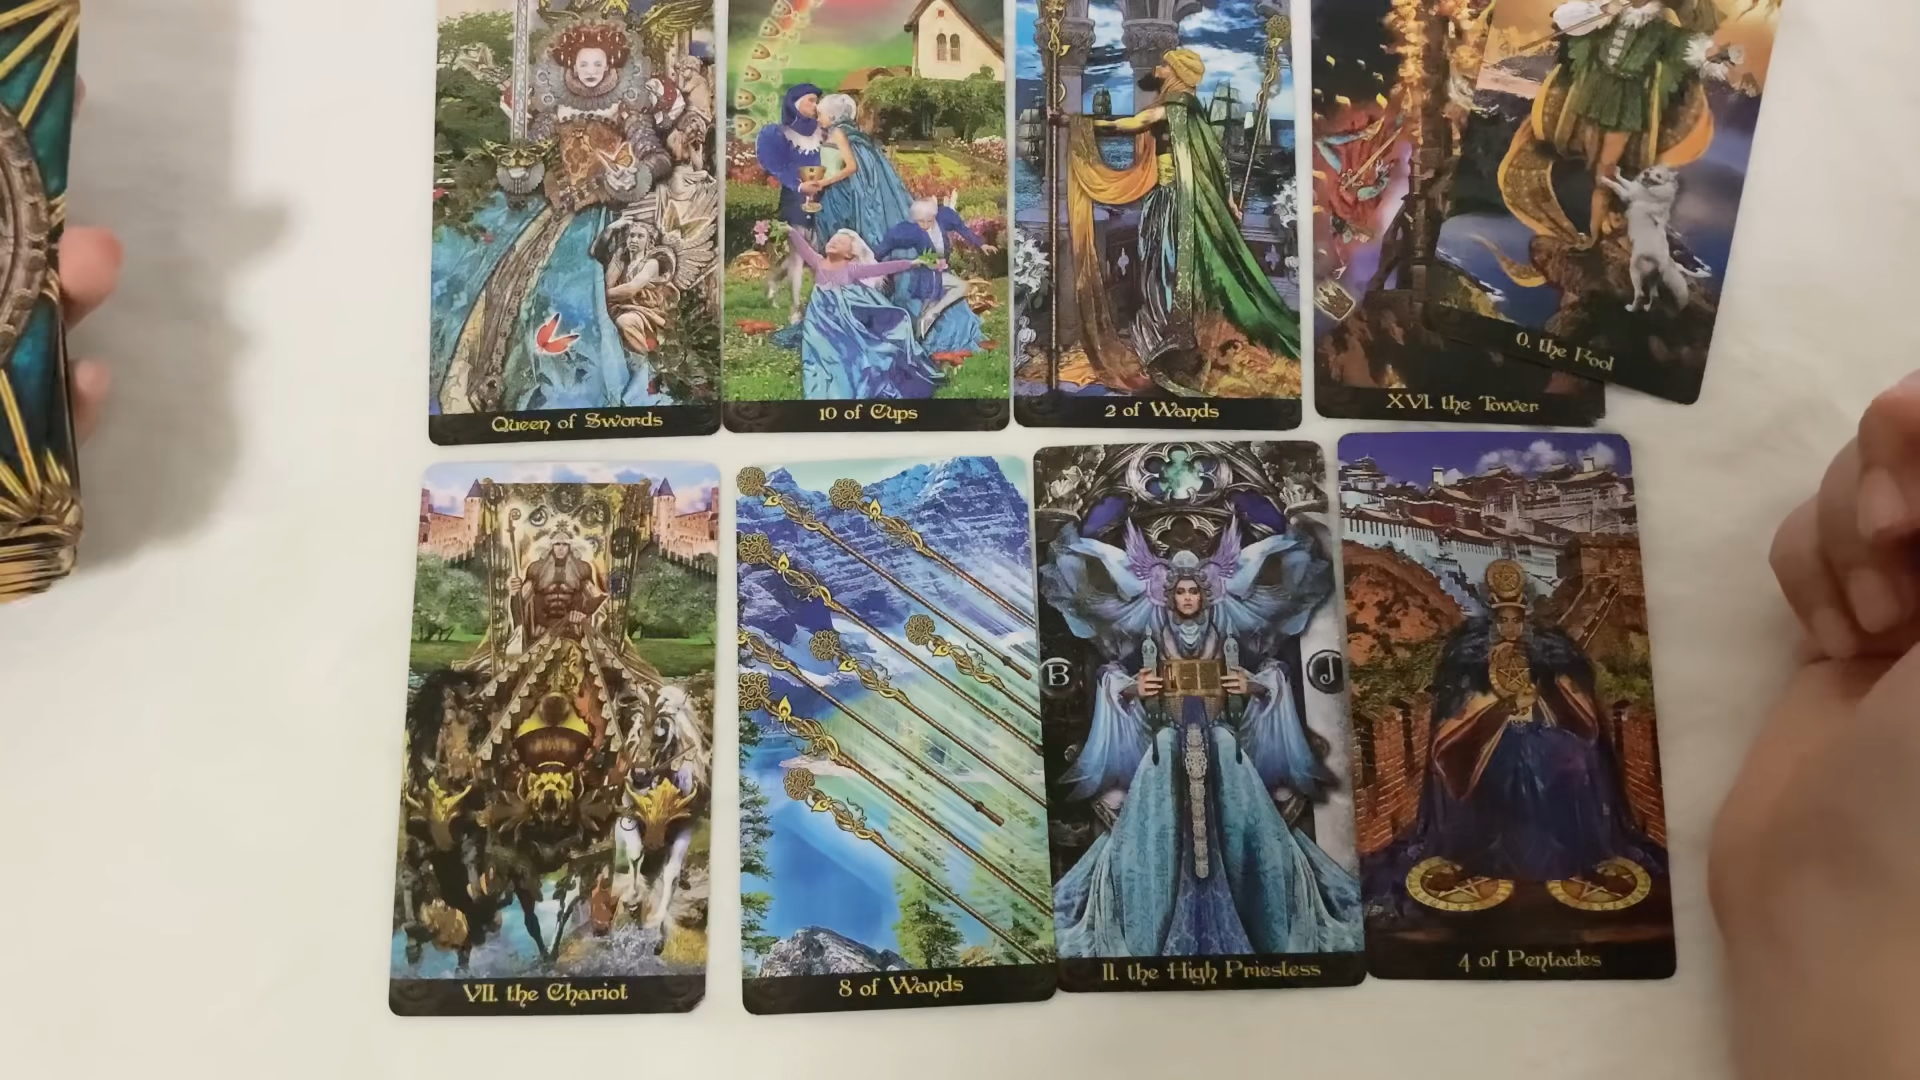 Queen of Swords
10 of Cups
2 of Wands
XVI. the Tower
0. the Fool
B
J
VII. the Chariot
8 of Wands
II. the High Priestess
4 of Pentacles